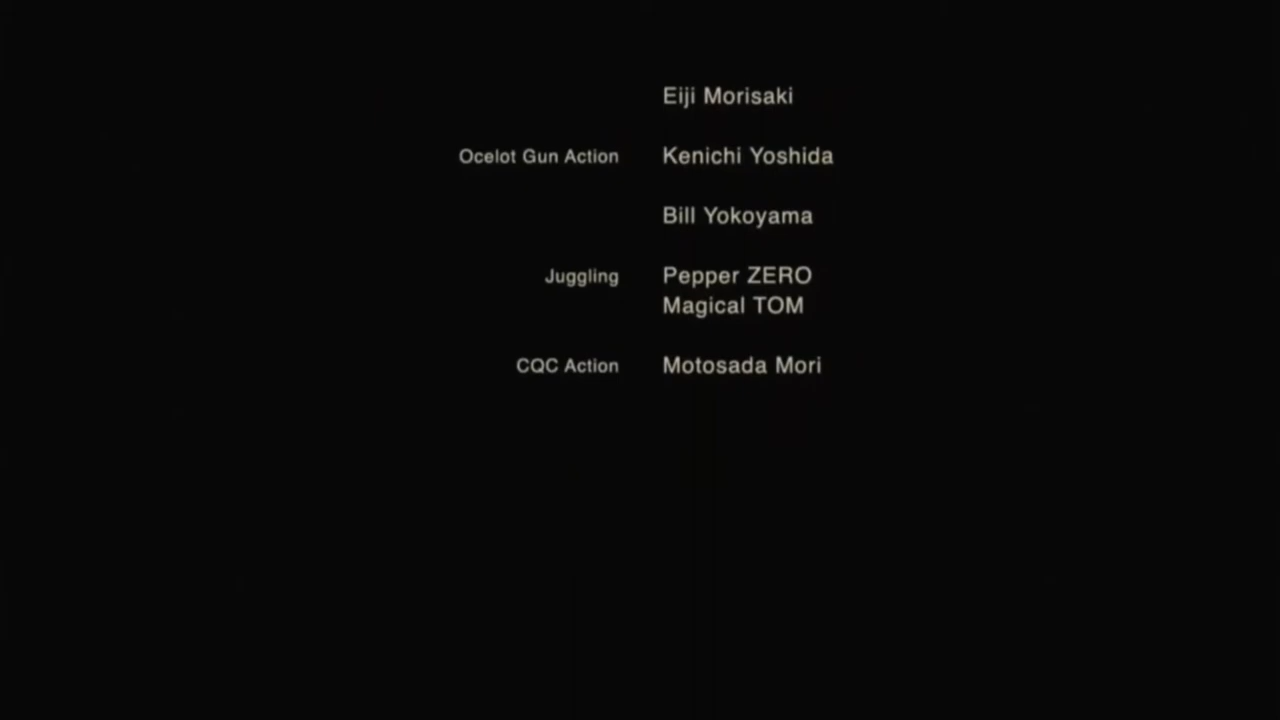 Eiji Morisaki
Ocelot Gun Action Kenichi Yoshida
Bill Yokoyama
Juggling Pepper ZERO
Magical TOM
CQC Action Motosada Mori